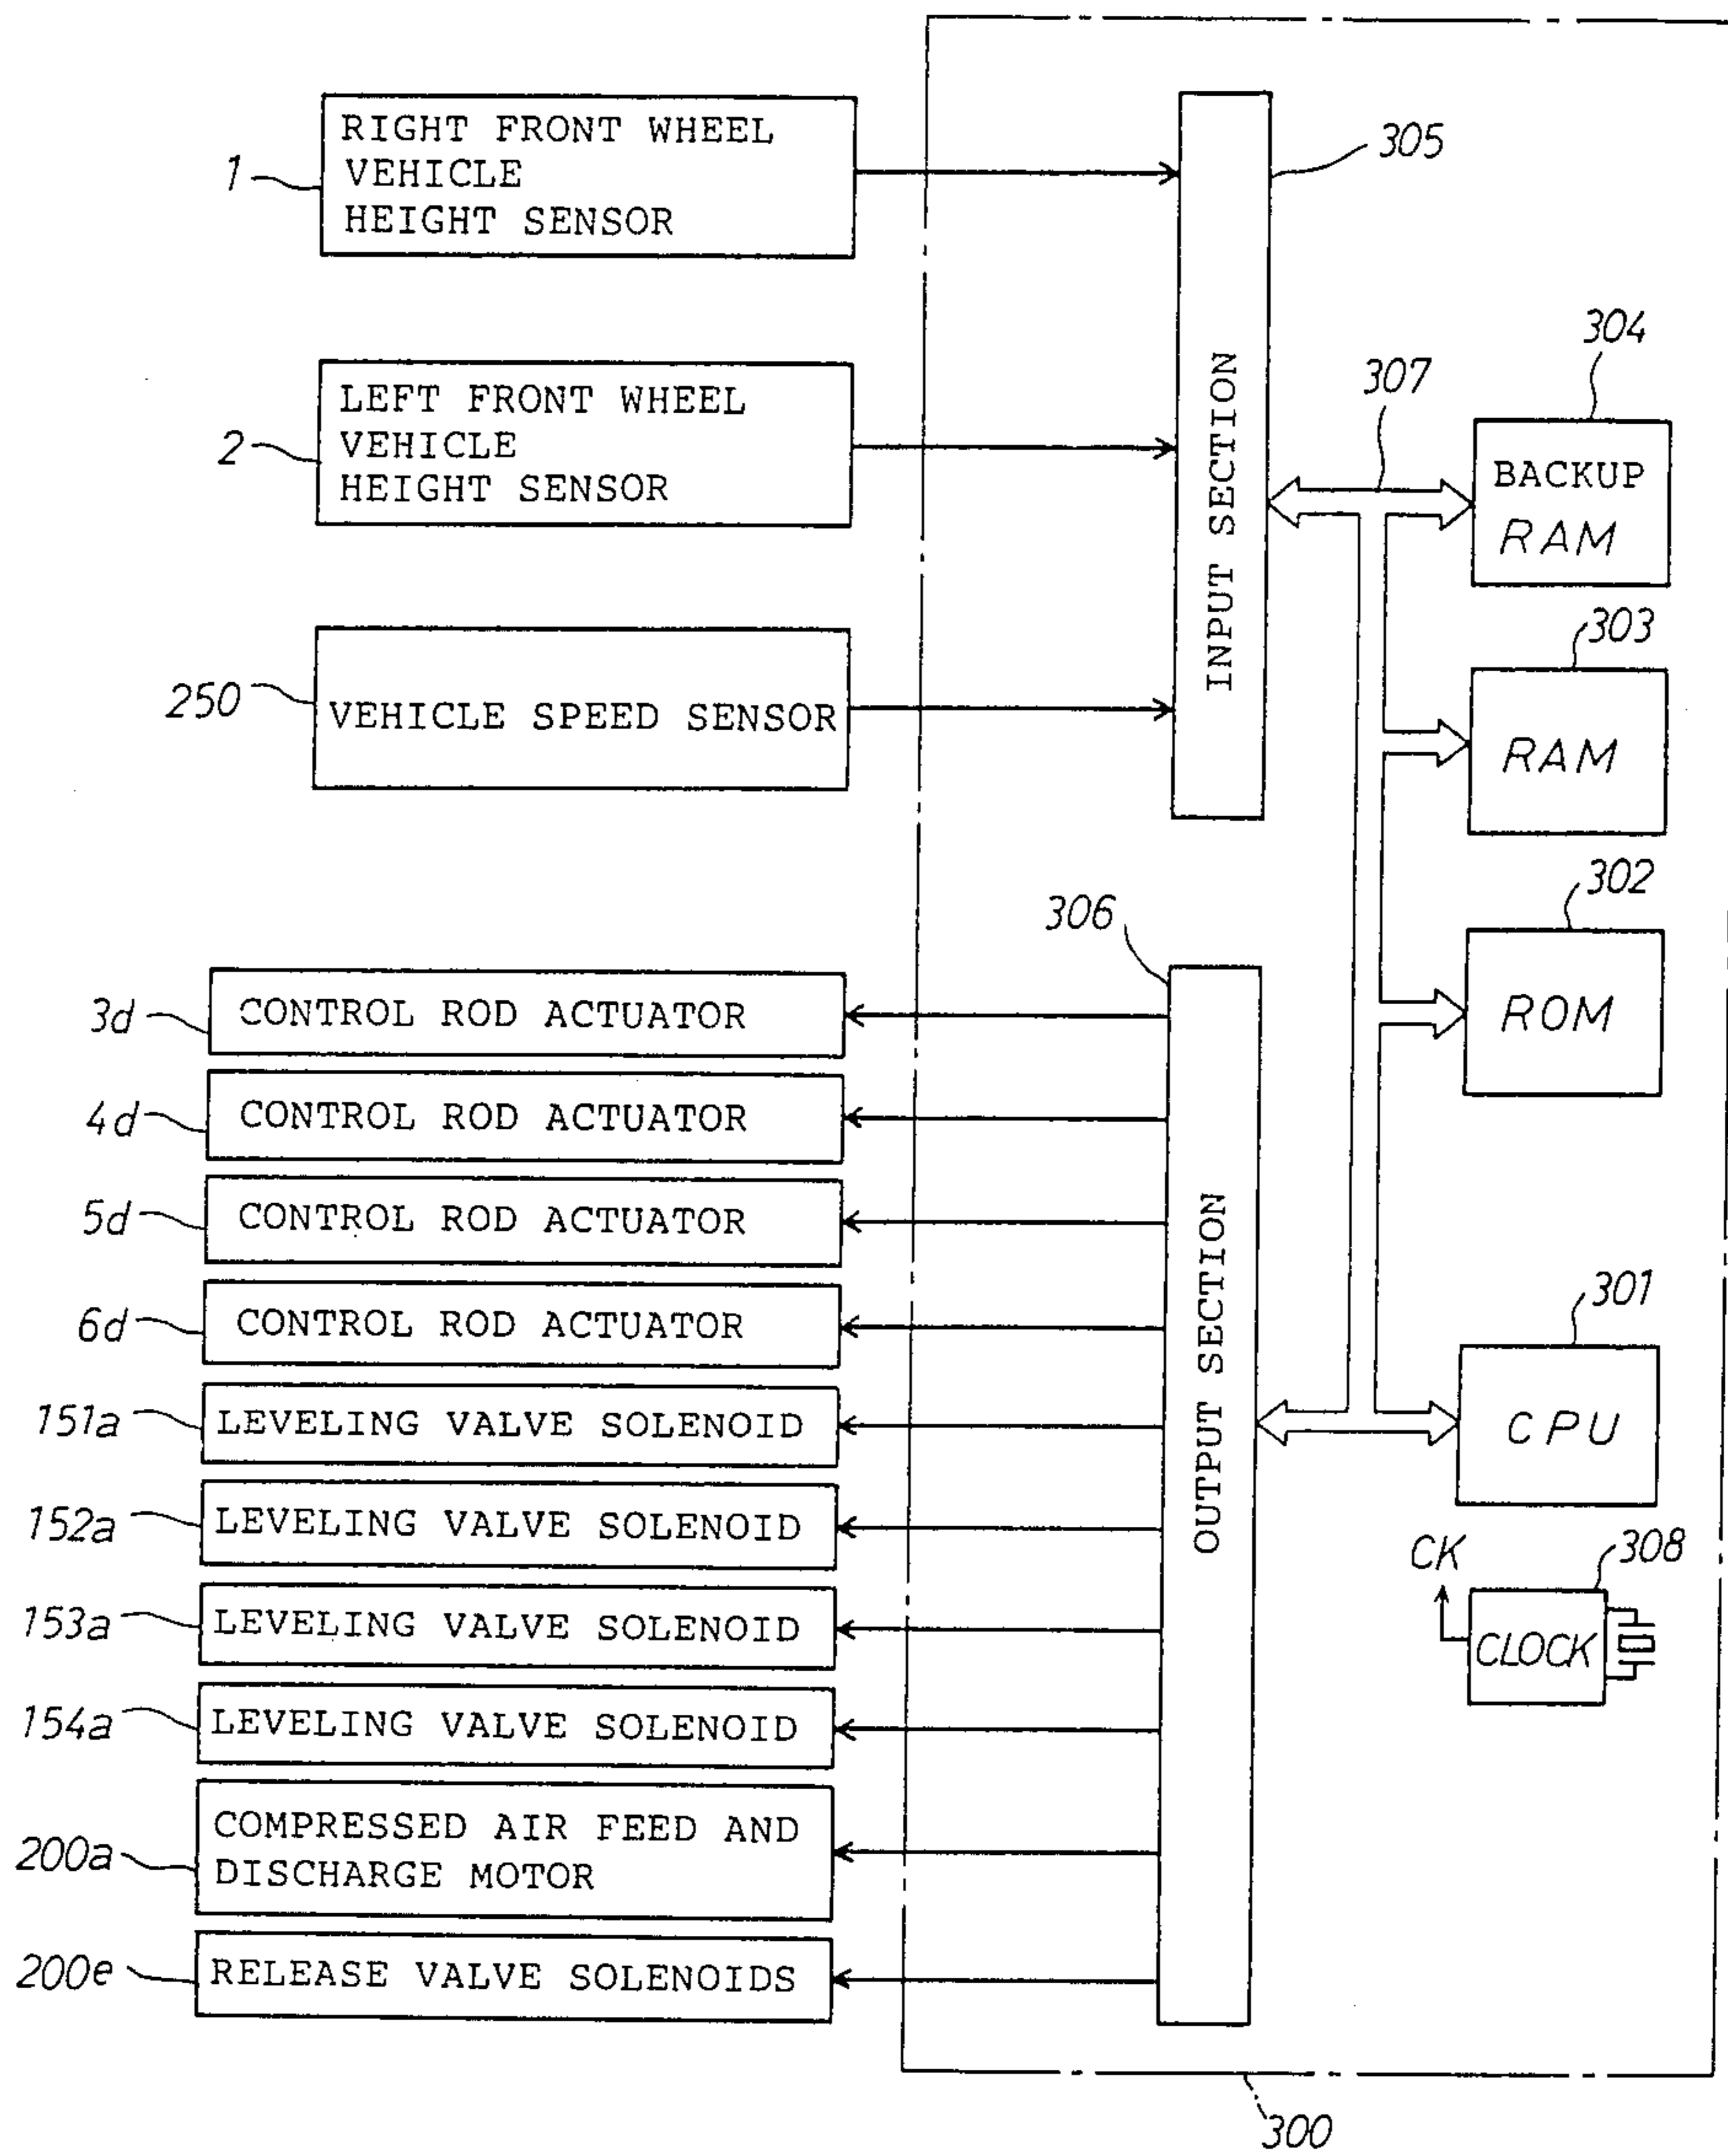 RIGHT FRONT WHEEL
VEHICLE
HEIGHT SENSOR
1
305
LEFT FRONT WHEEL
VEHICLE
HEIGHT SENSOR
2
INPUT SECTION
307
304
BACKUP
RAM
303
RAM
250
VEHICLE SPEED SENSOR
302
ROM
306
3d
CONTROL ROD ACTUATOR
4d
CONTROL ROD ACTUATOR
5d
CONTROL ROD ACTUATOR
6d
CONTROL ROD ACTUATOR
OUTPUT SECTION
301
CPU
151a
LEVELING VALVE SOLENOID
152a
LEVELING VALVE SOLENOID
CK
308
CLOCK
153a
LEVELING VALVE SOLENOID
154a
LEVELING VALVE SOLENOID
200a
COMPRESSED AIR FEED AND
DISCHARGE MOTOR
200e
RELEASE VALVE SOLENOIDS
300